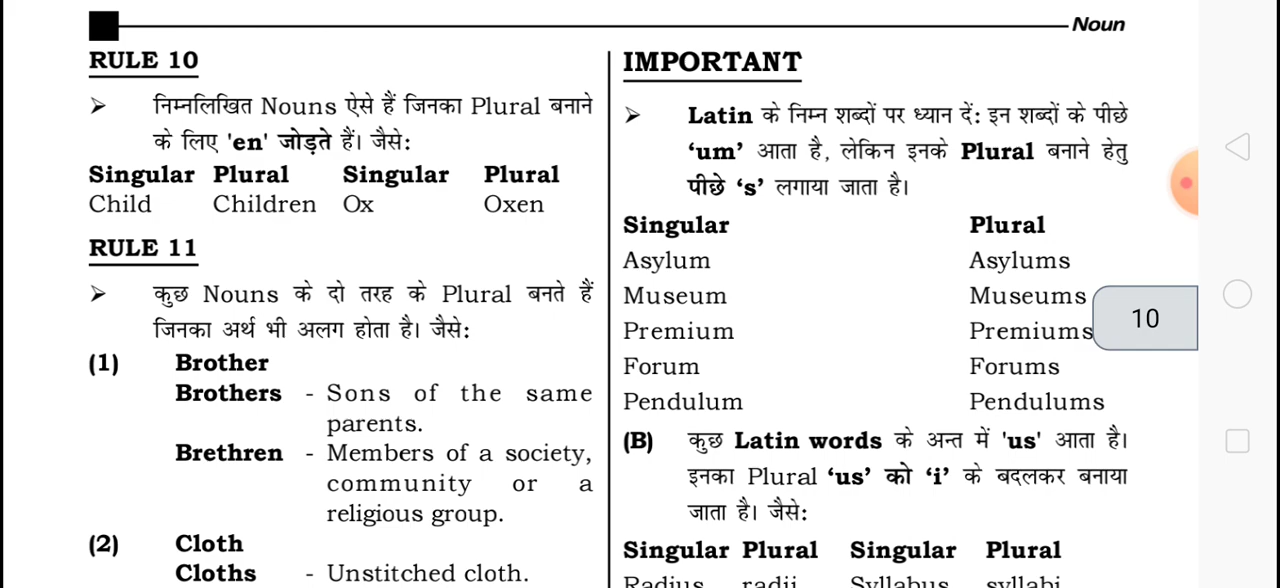 Noun
RULE 10
➢ निम्नलिखित Nouns ऐसे हैं जिनका Plural बनाने
के लिए 'en' जोड़ते हैं। जैसे:
Singular Plural Singular Plural
Child Children Ox Oxen
RULE 11
➢ कुछ Nouns के दो तरह के Plural बनते हैं
जिनका अर्थ भी अलग होता है। जैसे:
(1) Brother
Brothers - Sons of the same
parents.
Brethren - Members of a society,
community or a
religious group.
(2) Cloth
Cloths - Unstitched cloth.
IMPORTANT
➢ Latin के निम्न शब्दों पर ध्यान दें: इन शब्दों के पीछे
‘um’ आता है, लेकिन इनके Plural बनाने हेतु
पीछे ‘s’ लगाया जाता है।
Singular Plural
Asylum Asylums
Museum Museums
Premium Premiums
Forum Forums
Pendulum Pendulums
(B) कुछ Latin words के अन्त में 'us' आता है।
इनका Plural ‘us’ को ‘i’ के बदलकर बनाया
जाता है। जैसे:
Singular Plural Singular Plural
Radius radii Syllabus syllabi
10